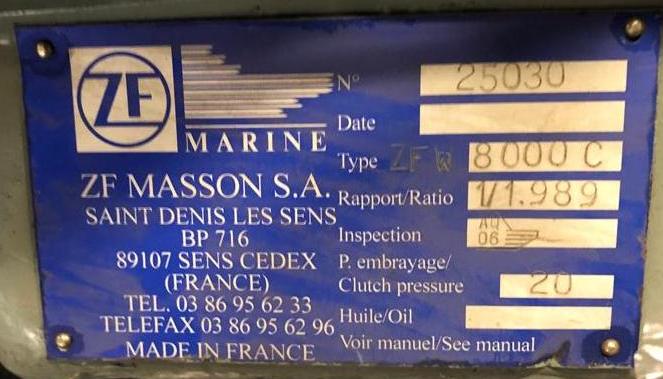 ZF
MARINE
ZF MASSON S.A.
SAINT DENIS LES SENS
BP 716
89107 SENS CEDEX
(FRANCE)
TEL. 03 86 95 62 33
TELEFAX 03 86 95 62 96
MADE IN FRANCE
N° 25030
Date
Type ZF W 8000 C
Rapport/Ratio 1/1.989
Inspection AQ
06
P. embrayage/
Clutch pressure 20
Huile/Oil
Voir manuel/See manual